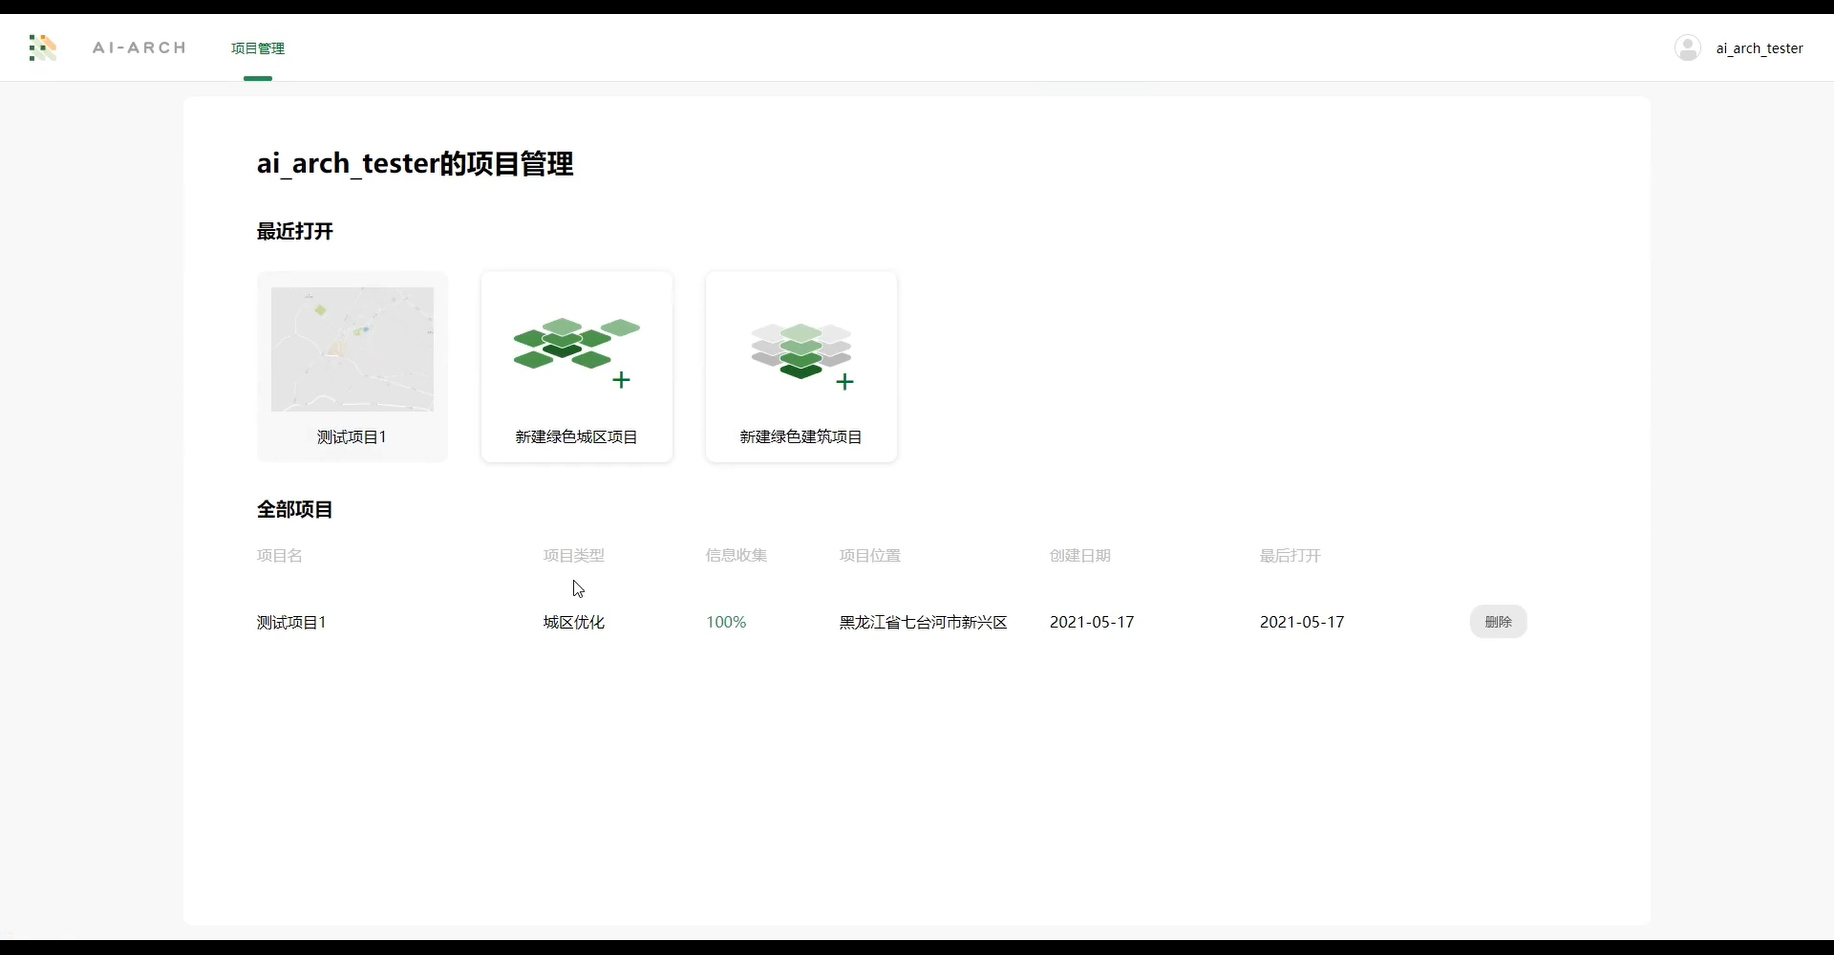 AI-ARCH 项目管理 ai_arch_tester
ai_arch_tester的项目管理
最近打开
测试项目1 新建绿色城区项目 新建绿色建筑项目
全部项目
项目名 项目类型 信息收集 项目位置 创建日期 最后打开
测试项目1 城区优化 100% 黑龙江省七台河市新兴区 2021-05-17 2021-05-17 删除